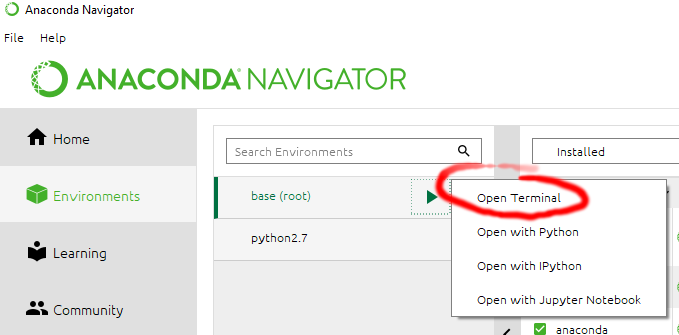 Anaconda Navigator
File Help
ANACONDA NAVIGATOR
Home
Search Environments
Installed
Environments
base (root)
Open Terminal
python2.7
Open with Python
Learning
Open with IPython
Open with Jupyter Notebook
Community
anaconda